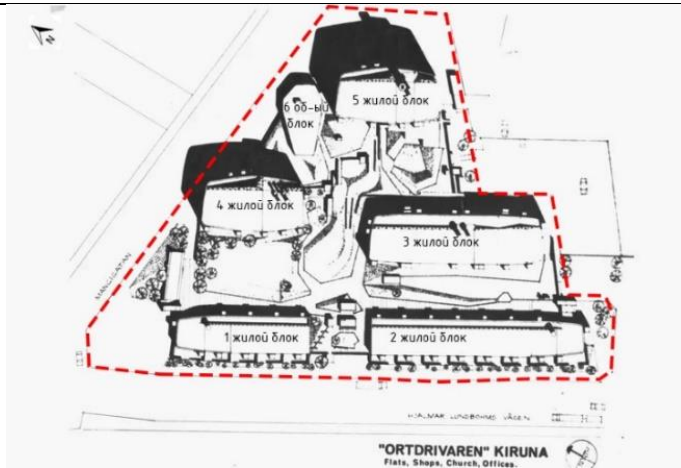 N
5 жилой блок
6 об-ый
блок
4 жилой блок
3 жилой блок
MANGIGATAN
1 жилой блок
2 жилой блок
HJALMAR LUNDBOHMS VÄGEN
"ORTDRIVAREN" KIRUNA
Flats, Shops, Church, Offices.